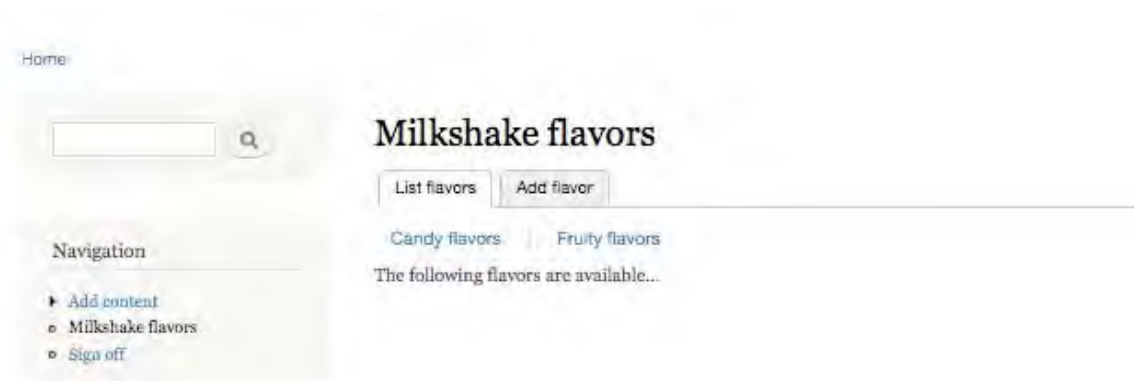 Home
Milkshake flavors
List flavors Add flavor
Candy flavors Fruity flavors
The following flavors are available...
Navigation
Add content
Milkshake flavors
Sign off